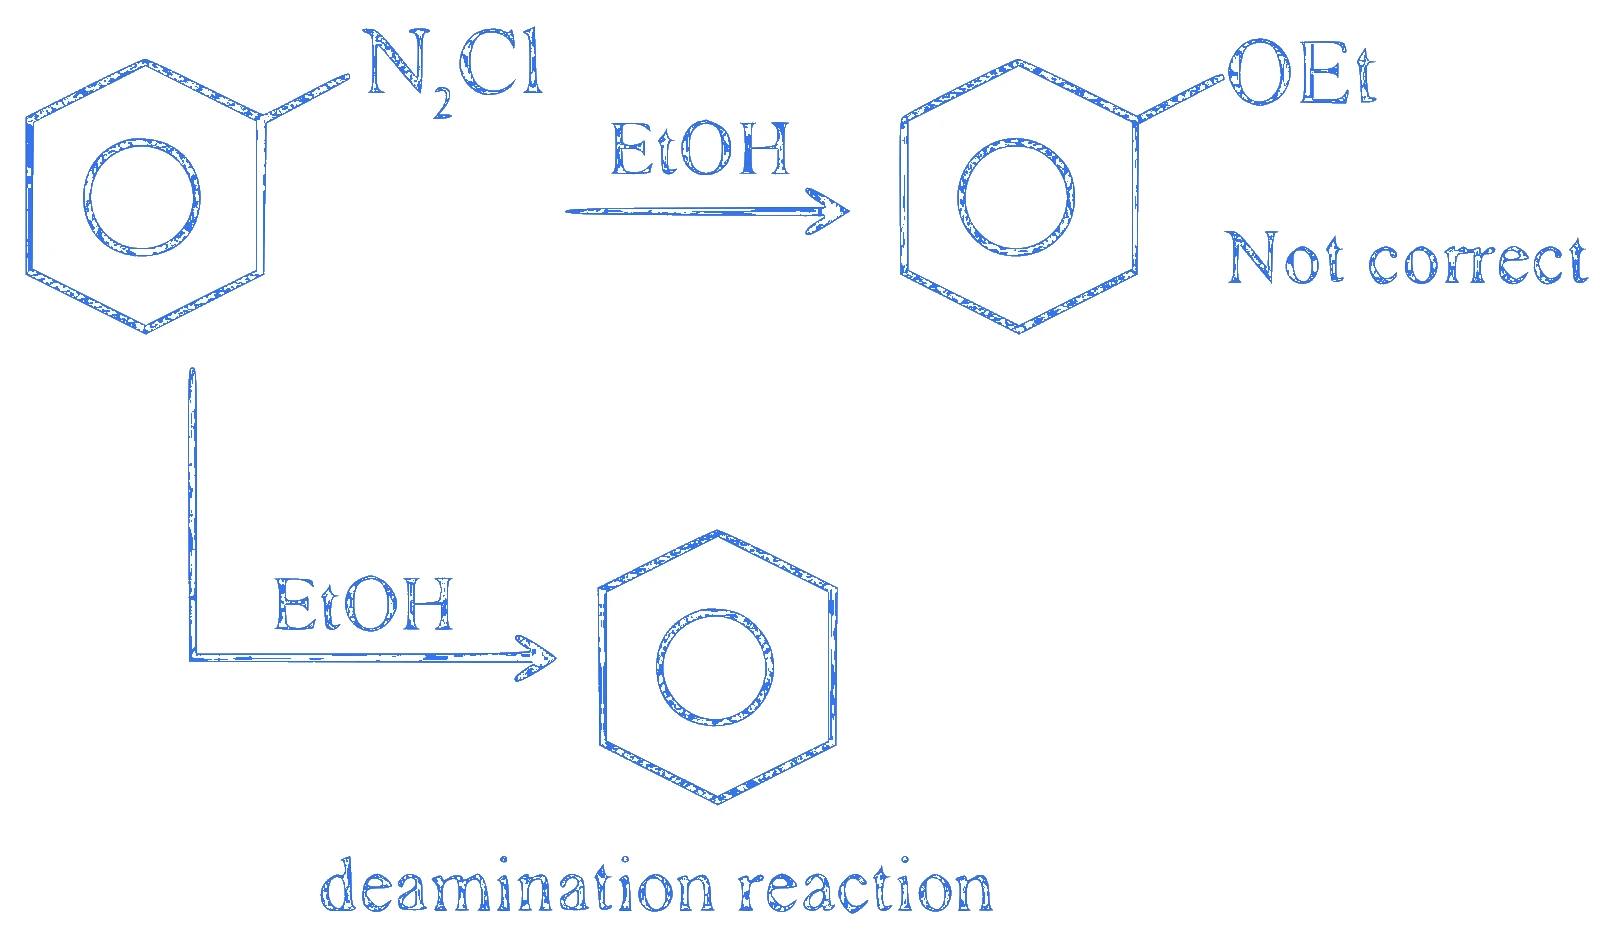 N₂Cl
EtOH
OEt
Not correct
EtOH
deamination reaction